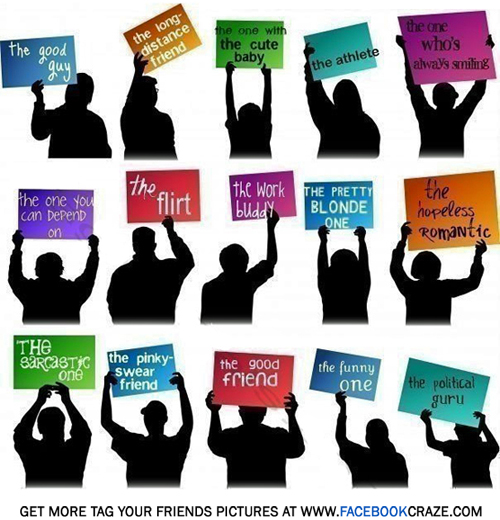 the good
guy
the long-
distance
friend
the one with
the cute
baby
the athlete
the one
who's
always smiling
the one you
can DePenD
on
the
flirt
the WORK
buddy
THE PRETTY
BLONDE
ONE
the
hopeless
ROMANTIC
THE
SARCASTIC
one
the pinky-
swear
friend
the good
friend
the funny
one
the political
guru
GET MORE TAG YOUR FRIENDS PICTURES AT WWW.FACEBOOKCRAZE.COM